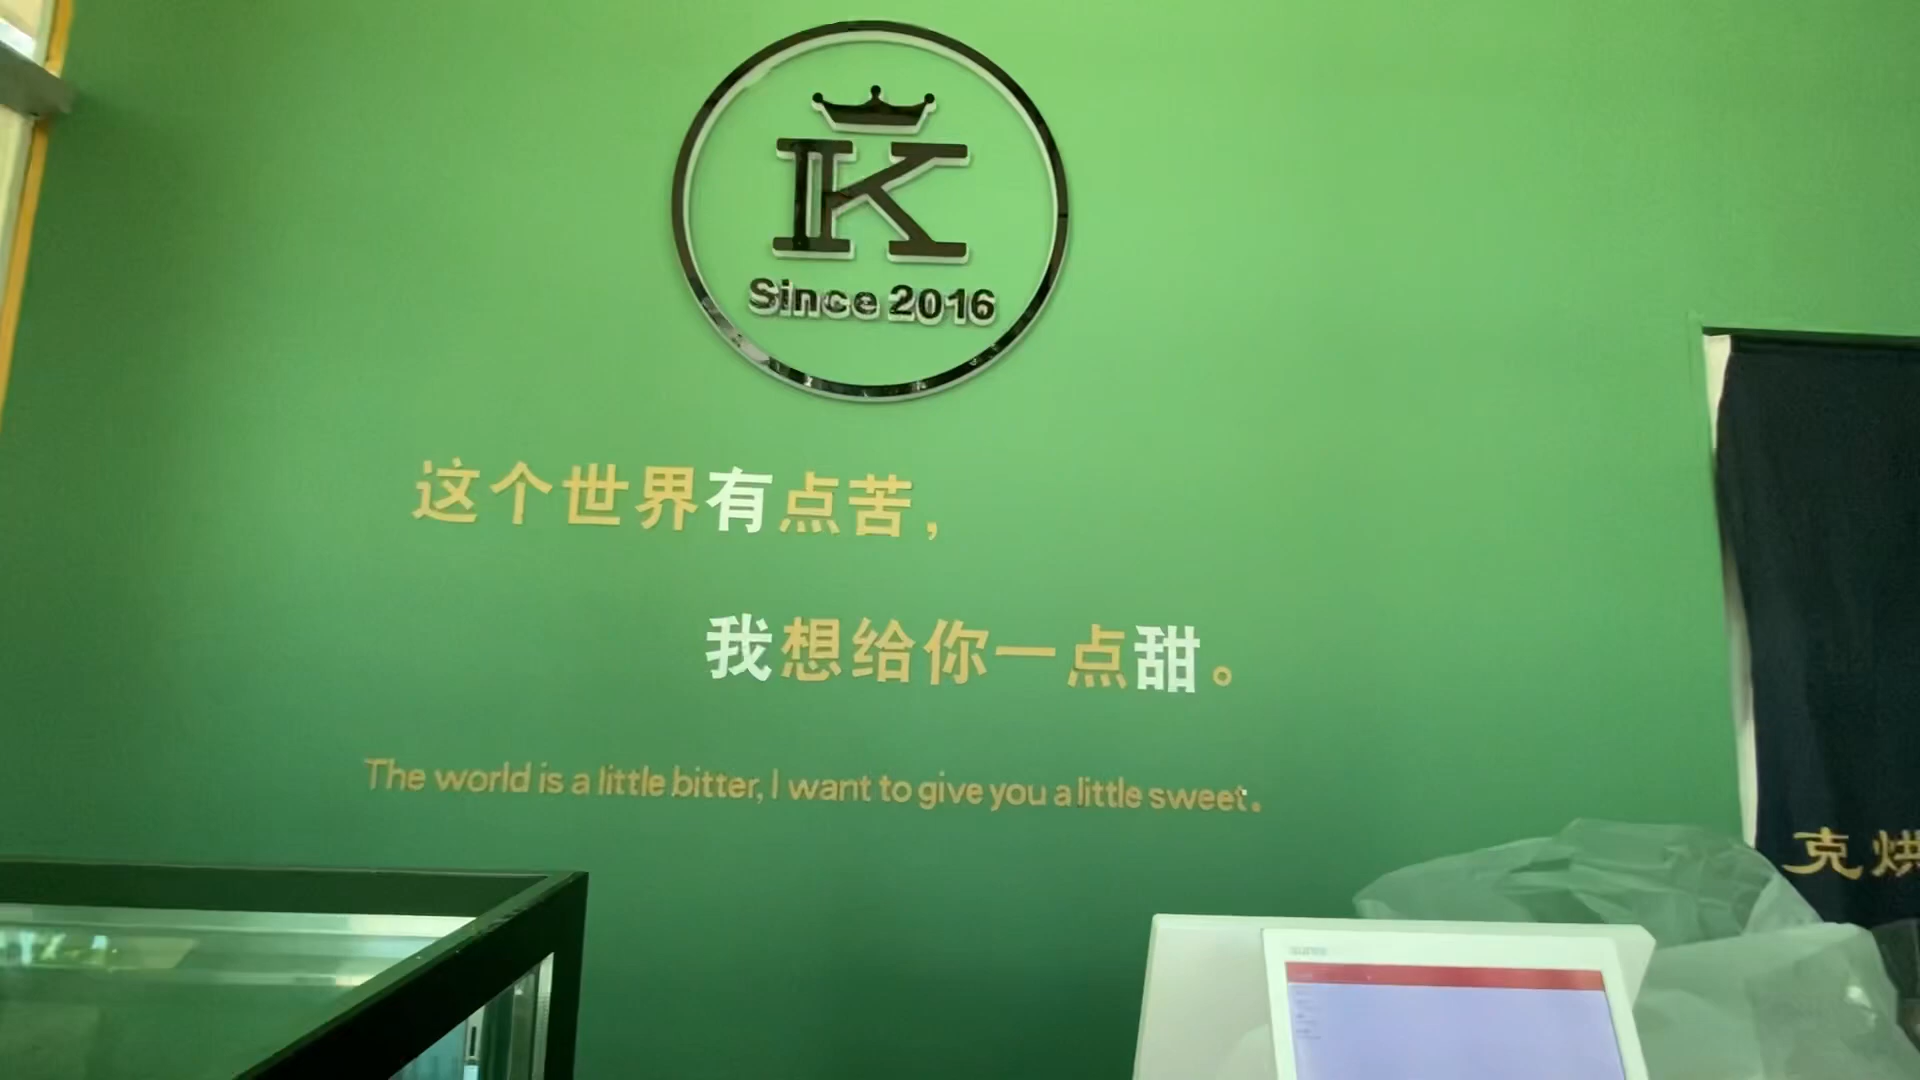 K
Since 2016
这个世界有点苦，
我想给你一点甜。
The world is a little bitter, I want to give you a little sweet.
克烘